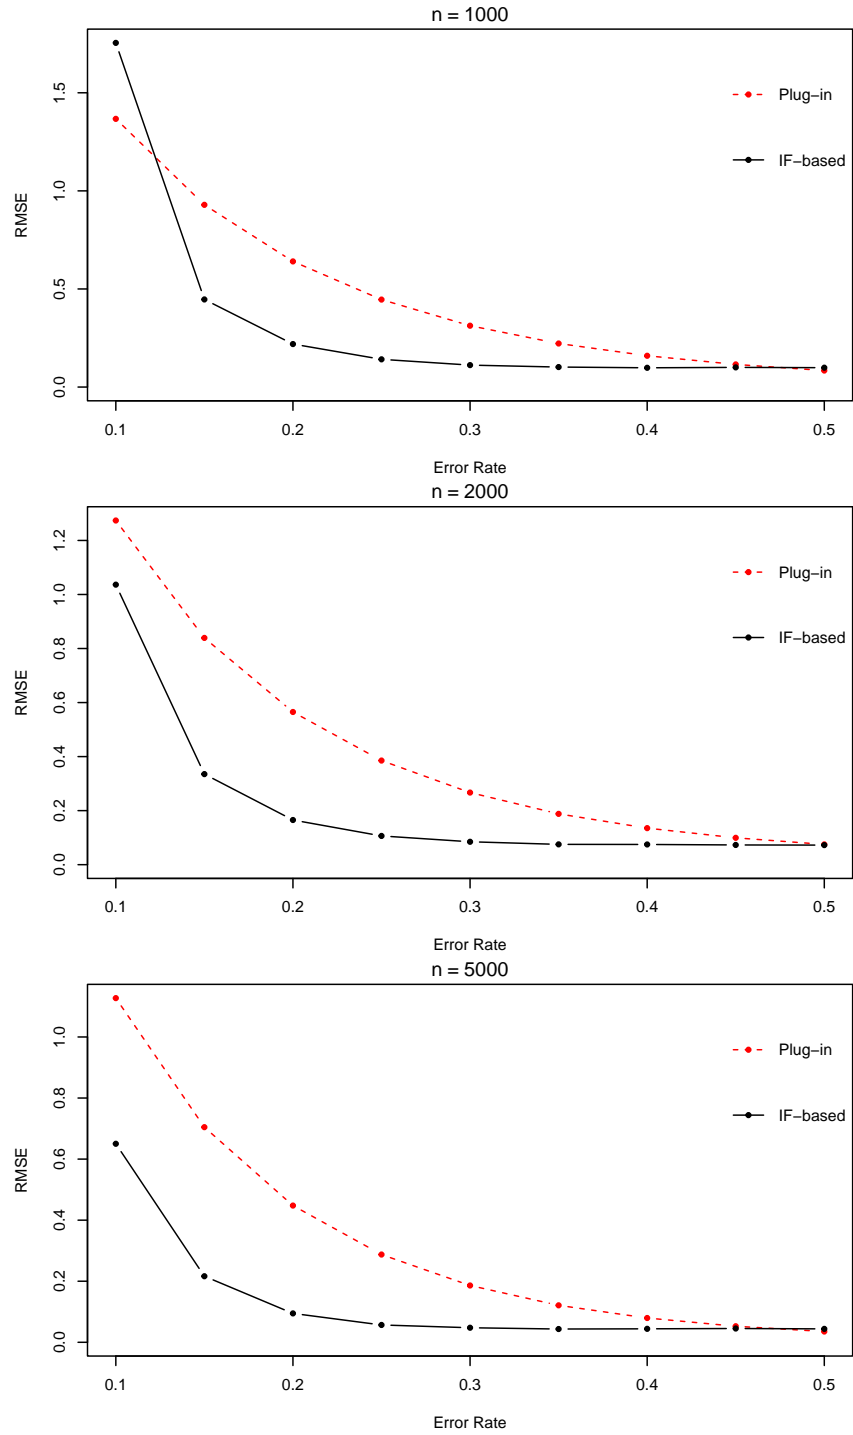 n = 1000
RMSE
1.5
1.0
0.5
0.0
Plug-in
IF-based
0.1 0.2 0.3 0.4 0.5
Error Rate
n = 2000
RMSE
1.2
1.0
0.8
0.6
0.4
0.2
0.0
Plug-in
IF-based
0.1 0.2 0.3 0.4 0.5
Error Rate
n = 5000
RMSE
1.0
0.8
0.6
0.4
0.2
0.0
Plug-in
IF-based
0.1 0.2 0.3 0.4 0.5
Error Rate